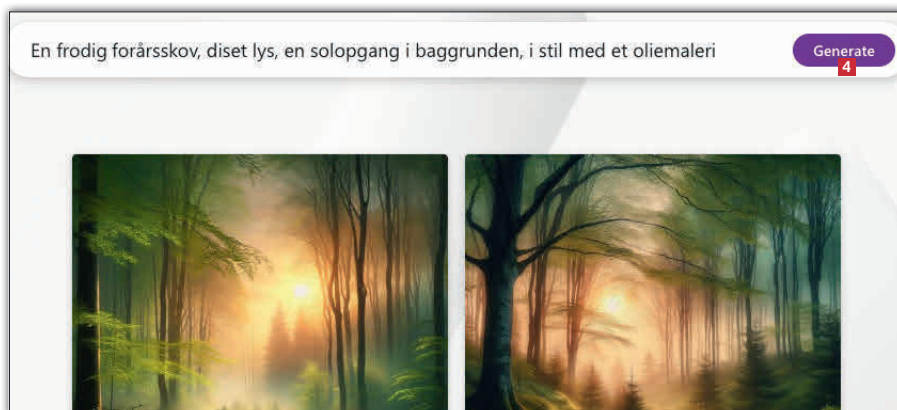 En frodig forårsskov, diset lys, en solopgang i baggrunden, i stil med et oliemaleri
Generate
4